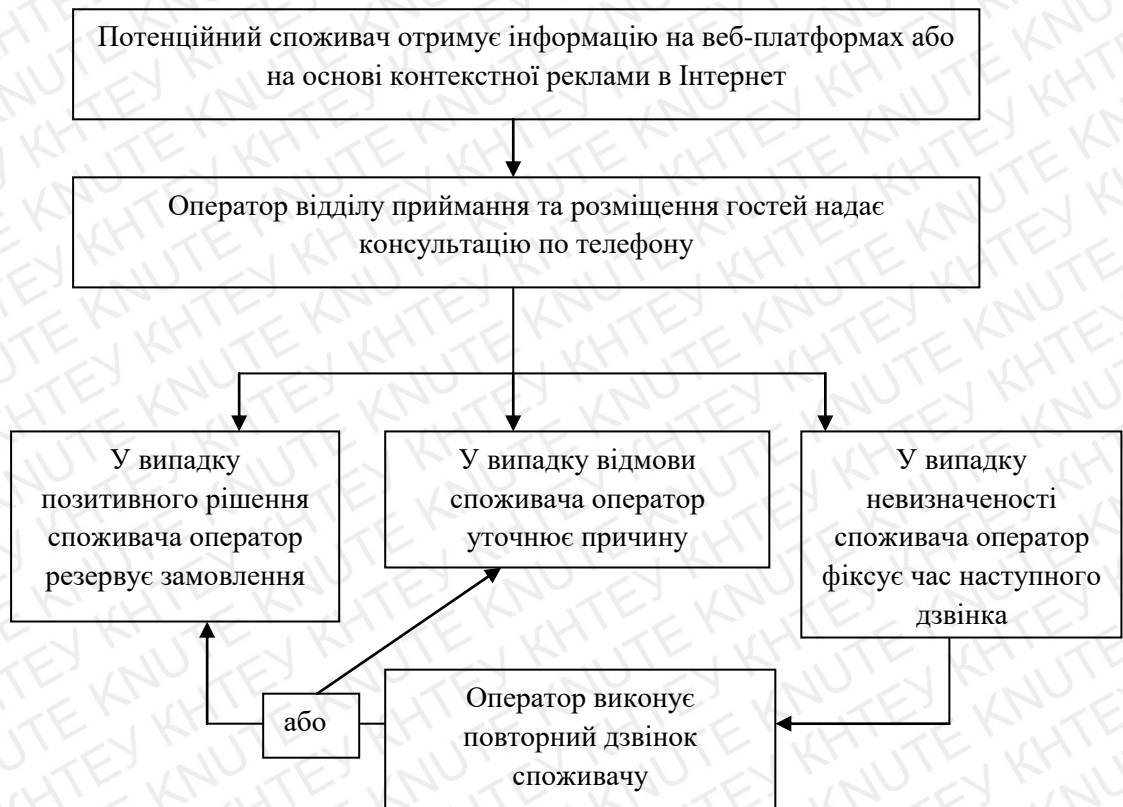 Потенційний споживач отримує інформацію на веб-платформах або
на основі контекстної реклами в Інтернет
Оператор відділу приймання та розміщення гостей надає
консультацію по телефону
У випадку
позитивного рішення
споживача оператор
резервує замовлення
У випадку відмови
споживача оператор
уточнює причину
У випадку
невизначеності
споживача оператор
фіксує час наступного
дзвінка
або
Оператор виконує
повторний дзвінок
споживачу